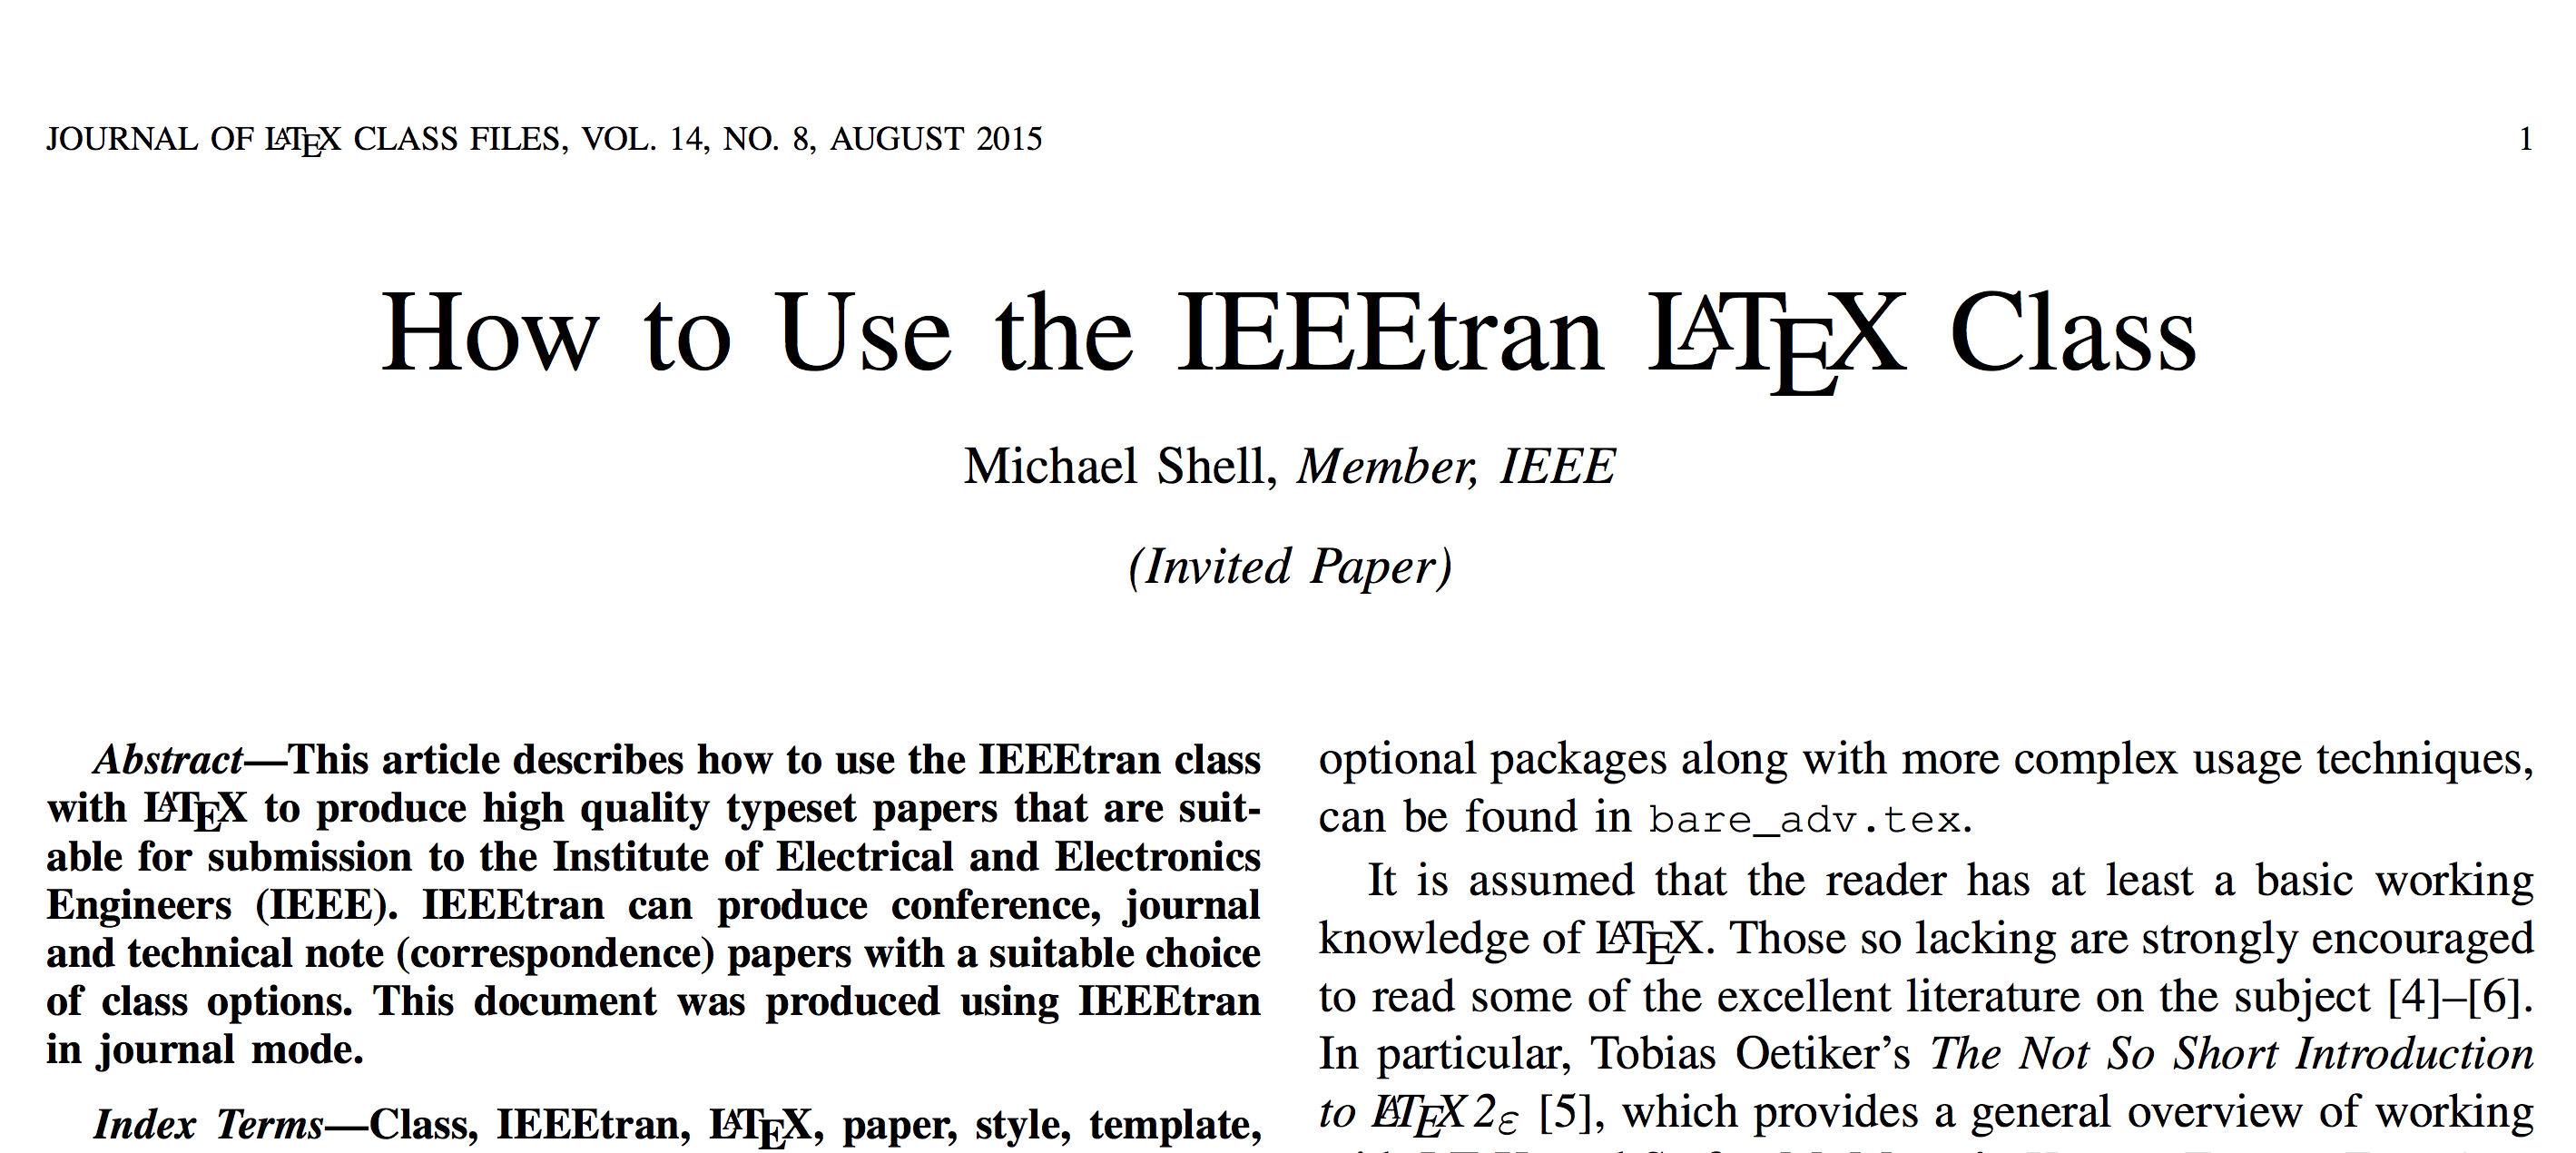 JOURNAL OF LATEX CLASS FILES, VOL. 14, NO. 8, AUGUST 2015 1
How to Use the IEEEtran LATEX Class
Michael Shell, Member, IEEE
(Invited Paper)
Abstract—This article describes how to use the IEEEtran class
with LATEX to produce high quality typeset papers that are suit-
able for submission to the Institute of Electrical and Electronics
Engineers (IEEE). IEEEtran can produce conference, journal
and technical note (correspondence) papers with a suitable choice
of class options. This document was produced using IEEEtran
in journal mode.
Index Terms—Class, IEEEtran, LATEX, paper, style, template,
optional packages along with more complex usage techniques,
can be found in bare_adv.tex.
It is assumed that the reader has at least a basic working
knowledge of LATEX. Those so lacking are strongly encouraged
to read some of the excellent literature on the subject [4]–[6].
In particular, Tobias Oetiker’s The Not So Short Introduction
to LATEX 2ε [5], which provides a general overview of working